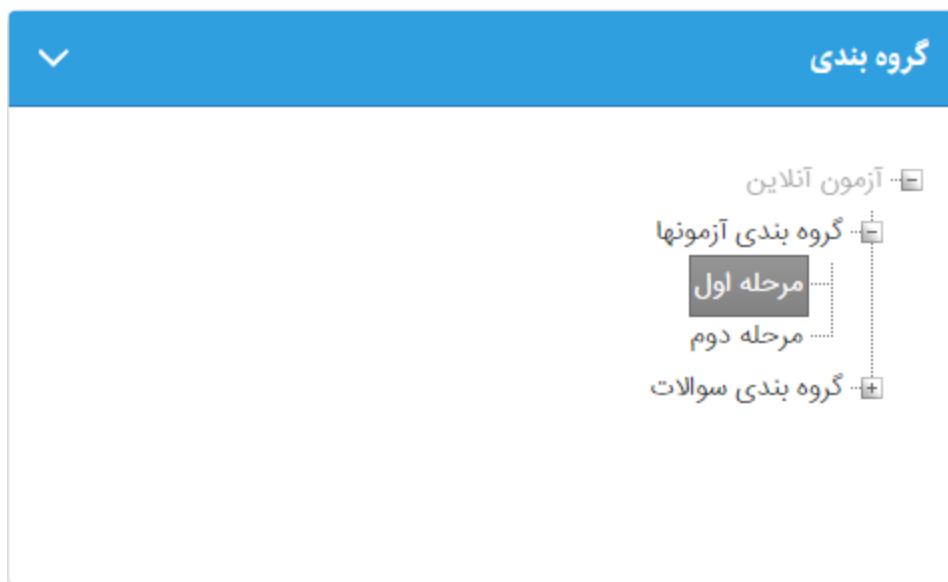 گروه بندی
آزمون آنلاین
گروه بندی آزمونها
مرحله اول
مرحله دوم
گروه بندی سوالات